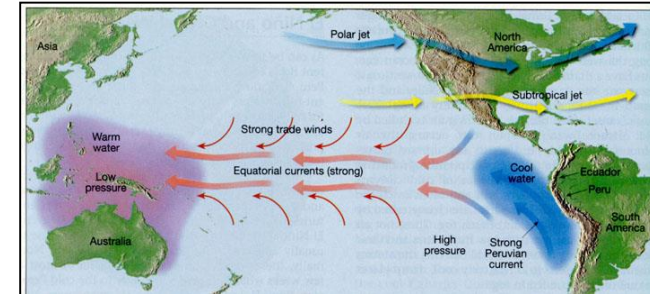 Polar jet
Asia
North
America
Subtropical jet
Strong trade winds
Warm
water
Equatorial currents (strong)
Low
pressure
Cool
water
Ecuador
Peru
Australia
High
pressure
Strong
Peruvian
current
South
America